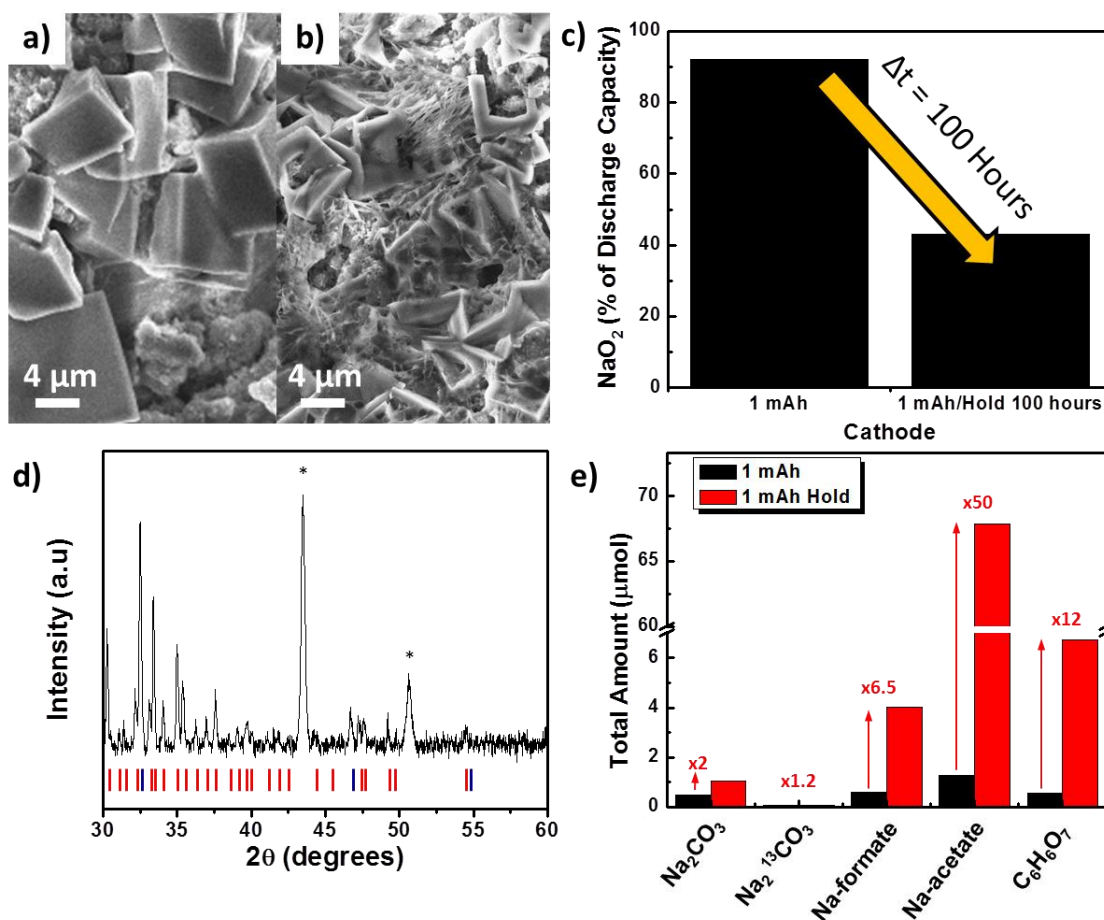 a)
4 µm
b)
4 µm
c)
NaO2 (% of Discharge Capacity)
100
80
60
40
20
0
Δt = 100 Hours
1 mAh
1 mAh/Hold 100 hours
Cathode
d)
Intensity (a.u)
*
*
30
35
40
45
50
55
60
2θ (degrees)
e)
Total Amount (µmol)
1 mAh
1 mAh Hold
70
65
60
6
4
2
0
x2
x1.2
x6.5
x50
x12
Na2CO3
Na2 13CO3
Na-formate
Na-acetate
C6H6O7